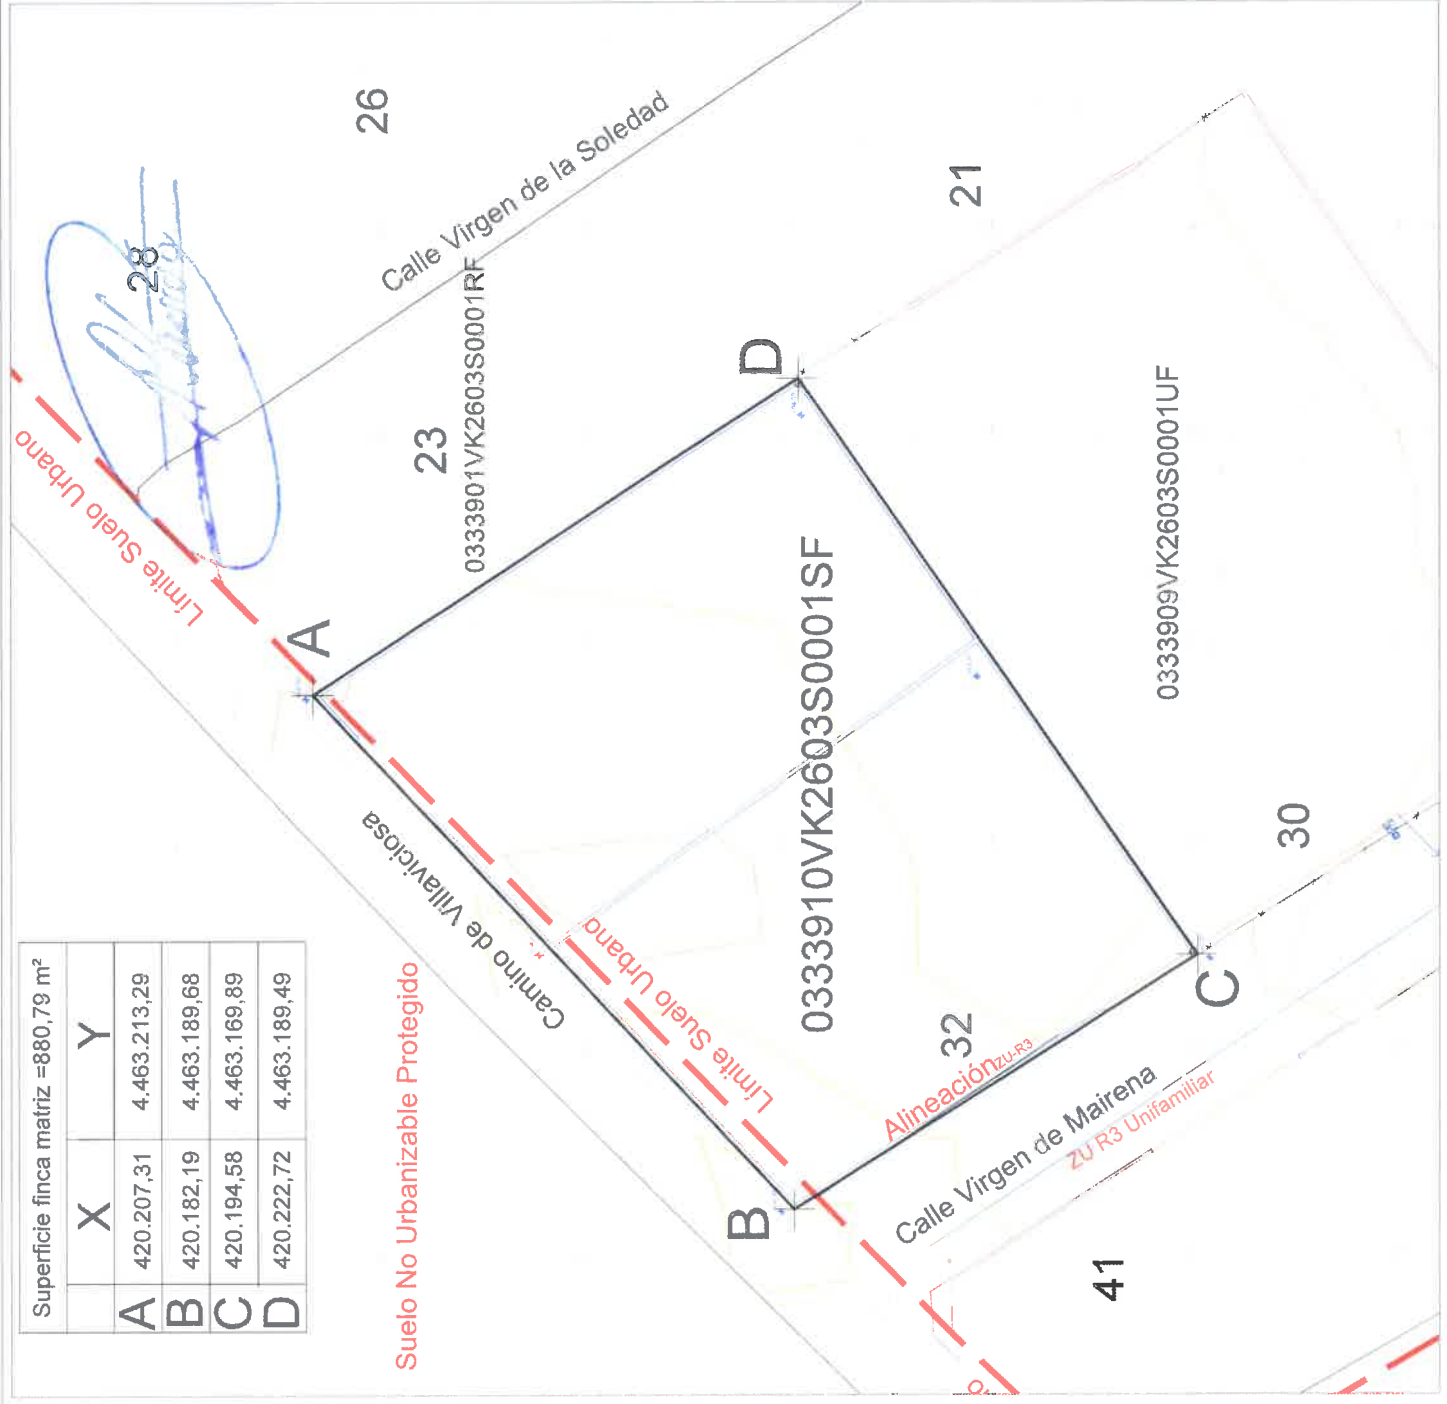 Superficie finca matriz =880,79 m²
X Y
A 420.207,31 4.463.213,29
B 420.182,19 4.463.189,68
C 420.194,58 4.463.169,89
D 420.222,72 4.463.189,49
Suelo No Urbanizable Protegido
Límite Suelo Urbano
28
26
Calle Virgen de la Soledad
23
0333901VK2603S0001RF
A
Camino de Villaviciosa
Límite Suelo Urbano
D
21
0333910VK2603S0001SF
0333909VK2603S0001UF
B
32
Alineación ZU-R3
C
30
Calle Virgen de Mairena
ZU R3 Unifamiliar
41